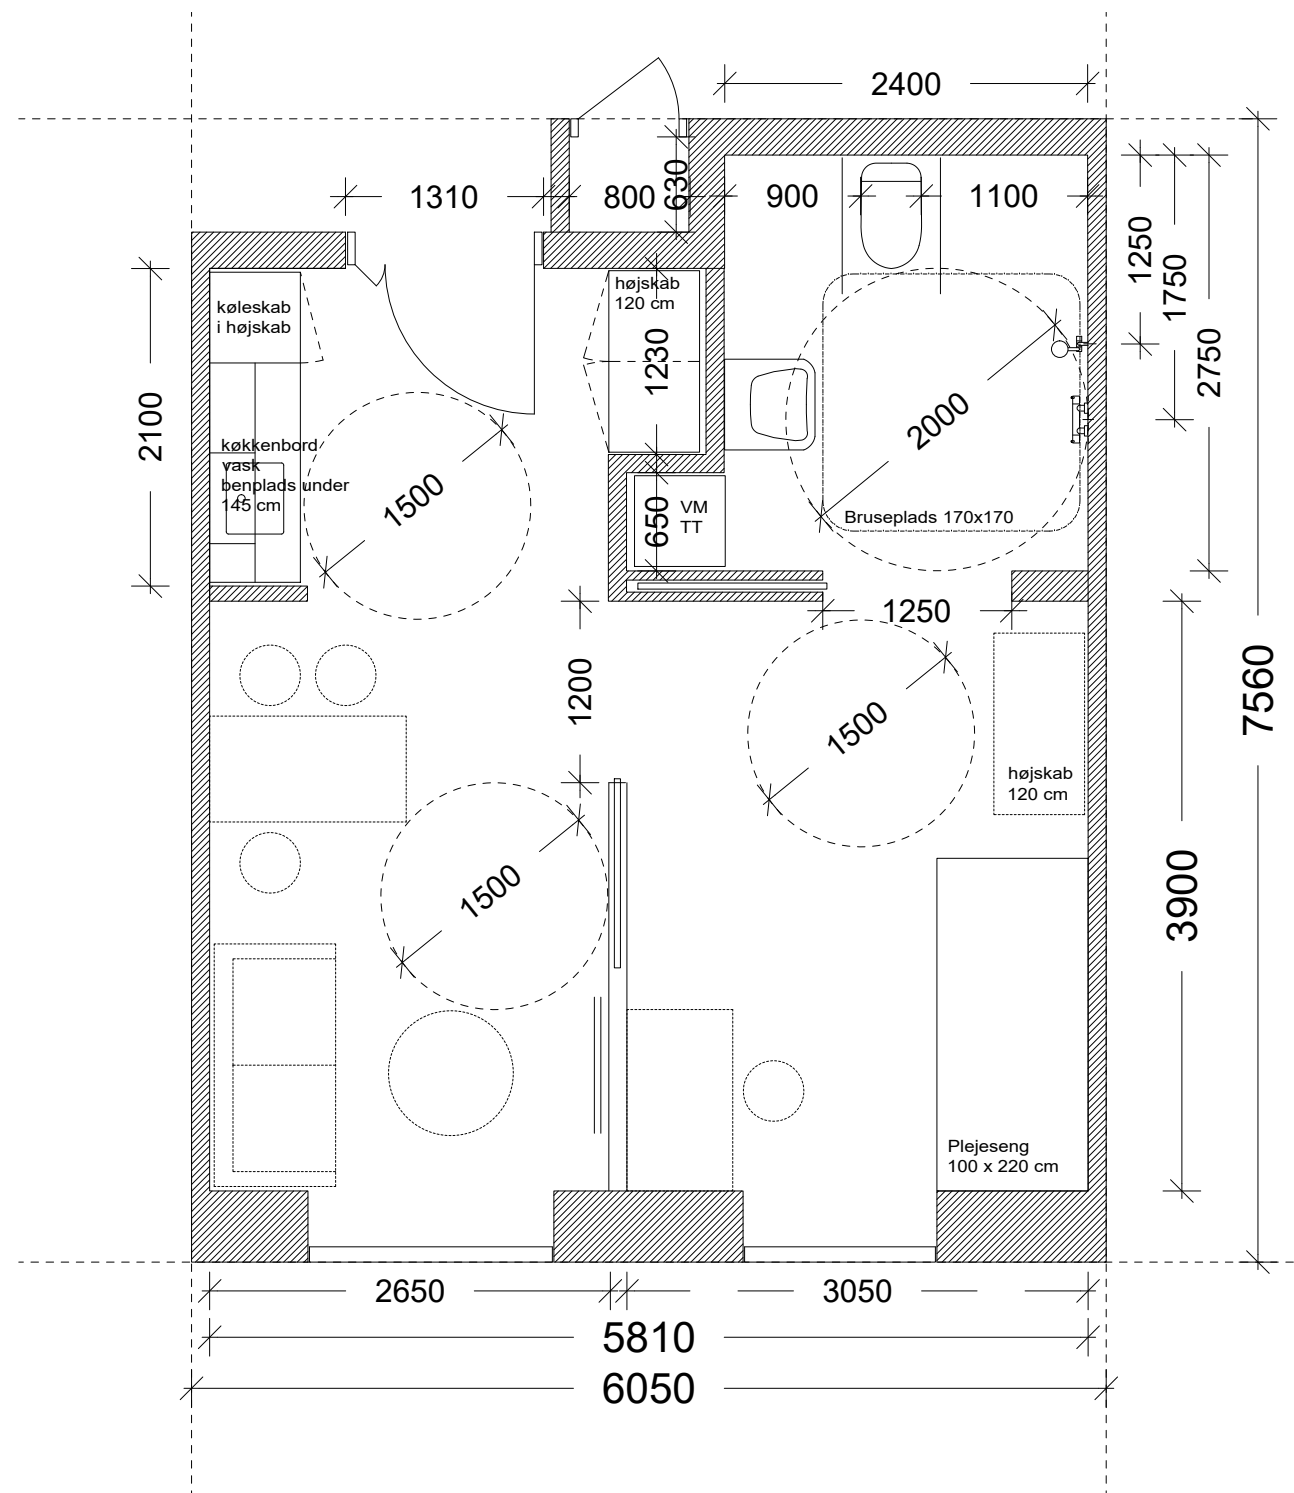 2400
1310
800
630
900
1100
1250
1750
2750
køleskab
i højskab
højskab
120 cm
1230
2100
køkkenbord
vask
benplads under
145 cm
1500
2000
650
VM
TT
Bruseplads 170x170
1250
1200
1500
7560
højskab
120 cm
1500
3900
Plejeseng
100 x 220 cm
2650
3050
5810
6050